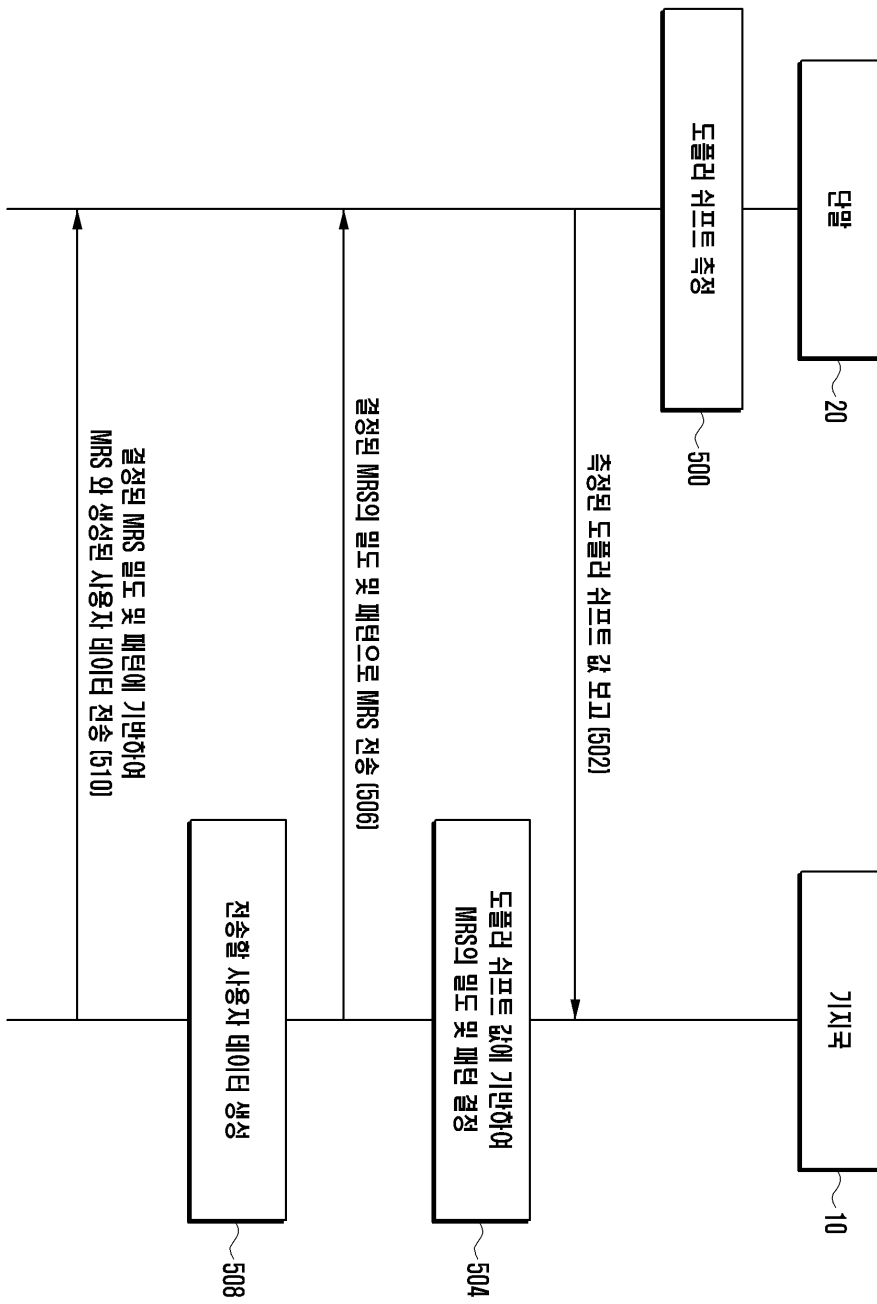 단말
20
기지국
10
도플러 쉬프트 측정
500
측정된 도플러 쉬프트 값 보고 (502)
도플러 쉬프트 값에 기반하여
MRS의 밀도 및 패턴 결정
504
결정된 MRS의 밀도 및 패턴으로 MRS 전송 (506)
전송할 사용자 데이터 생성
508
결정된 MRS 밀도 및 패턴에 기반하여
MRS 와 생성된 사용자 데이터 전송 (510)